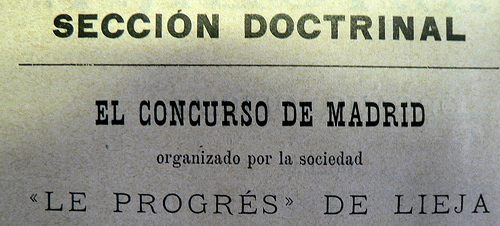 SECCIÓN DOCTRINAL
EL CONCURSO DE MADRID
organizado por la sociedad
«LE PROGRÉS» DE LIEJA